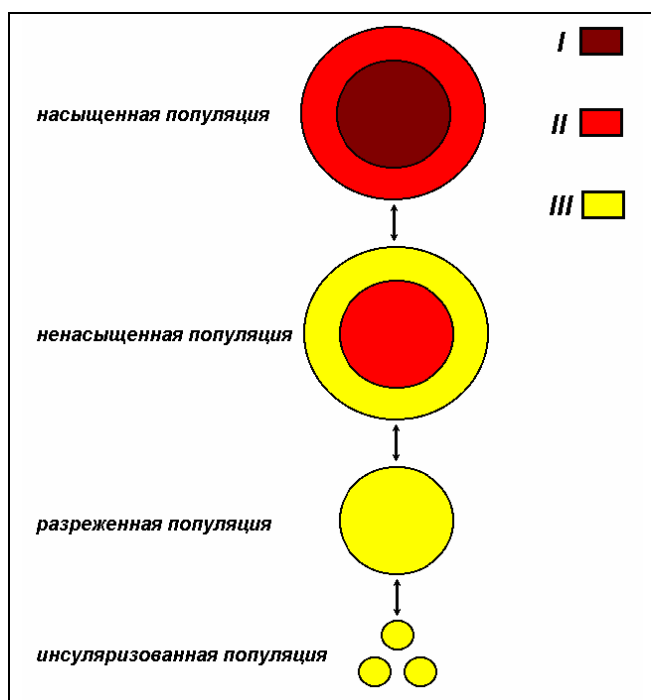 I
насыщенная популяция
II
III
ненасыщенная популяция
разреженная популяция
инсуляризованная популяция